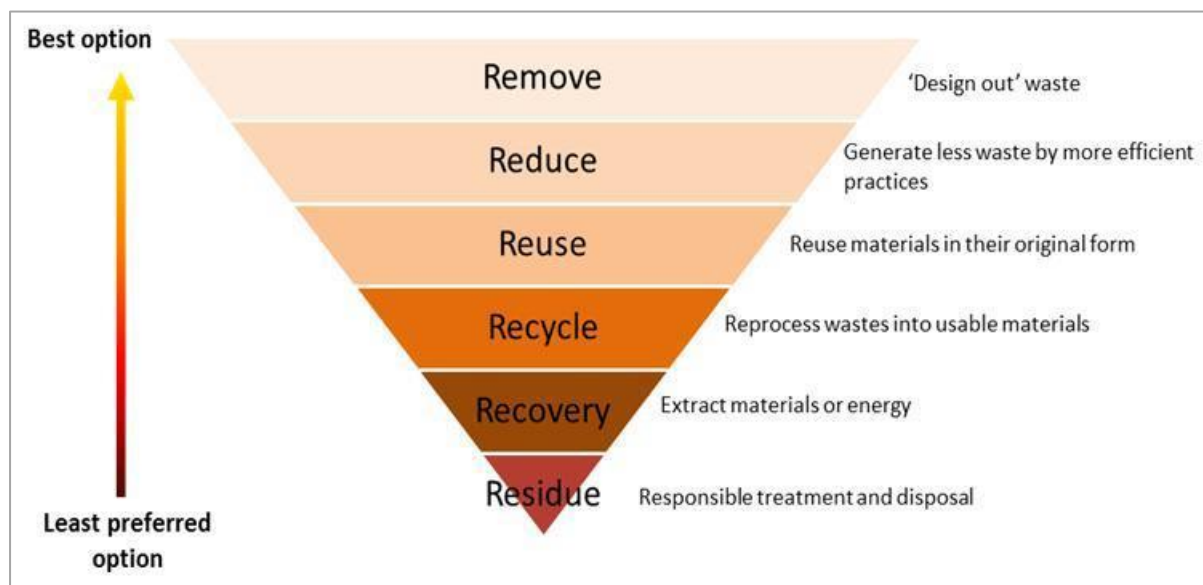 Best option
Remove
‘Design out’ waste
Reduce
Generate less waste by more efficient
practices
Reuse
Reuse materials in their original form
Recycle
Reprocess wastes into usable materials
Recovery
Extract materials or energy
Residue
Responsible treatment and disposal
Least preferred
option